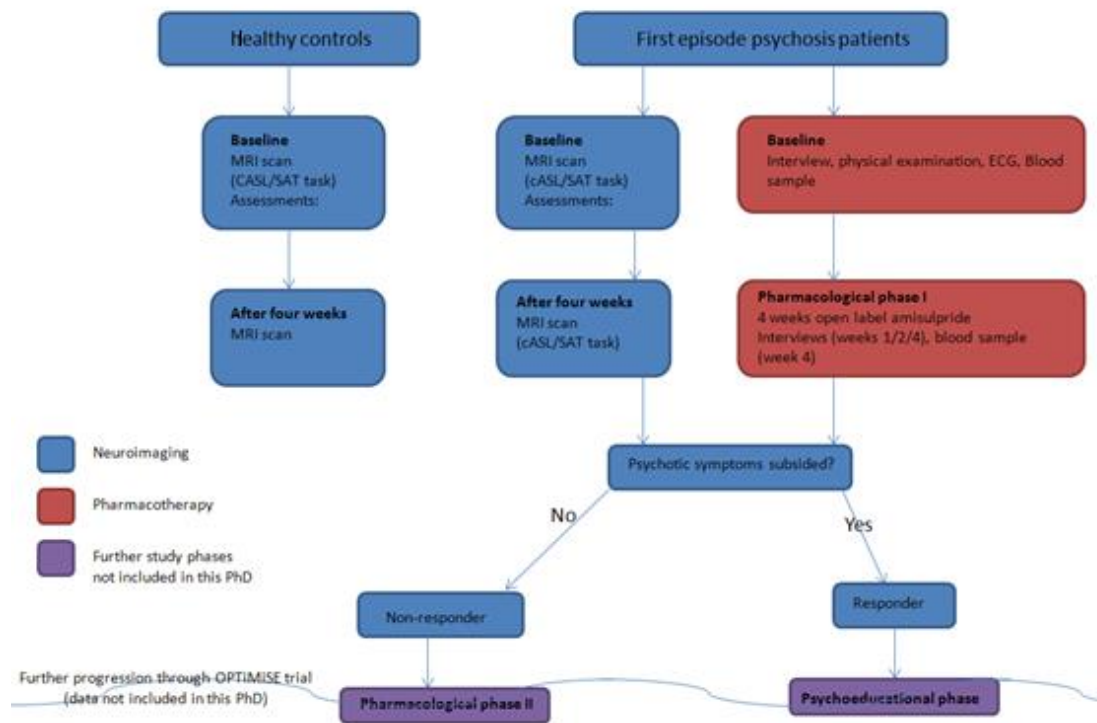 Healthy controls
First episode psychosis patients
Baseline
MRI scan
(CASL/SAT task)
Assessments:
Baseline
MRI scan
(cASL/SAT task)
Assessments:
Baseline
Interview, physical examination, ECG, Blood
sample
After four weeks
MRI scan
After four weeks
MRI scan
(cASL/SAT task)
Pharmacological phase I
4 weeks open label amisulpride
Interviews (weeks 1/2/4), blood sample
(week 4)
Neuroimaging
Pharmacotherapy
Further study phases
not included in this PhD
Psychotic symptoms subsided?
No
Yes
Non-responder
Responder
Further progression through OPTIMISE trial
(data not included in this PhD)
Pharmacological phase II
Psychoeducational phase